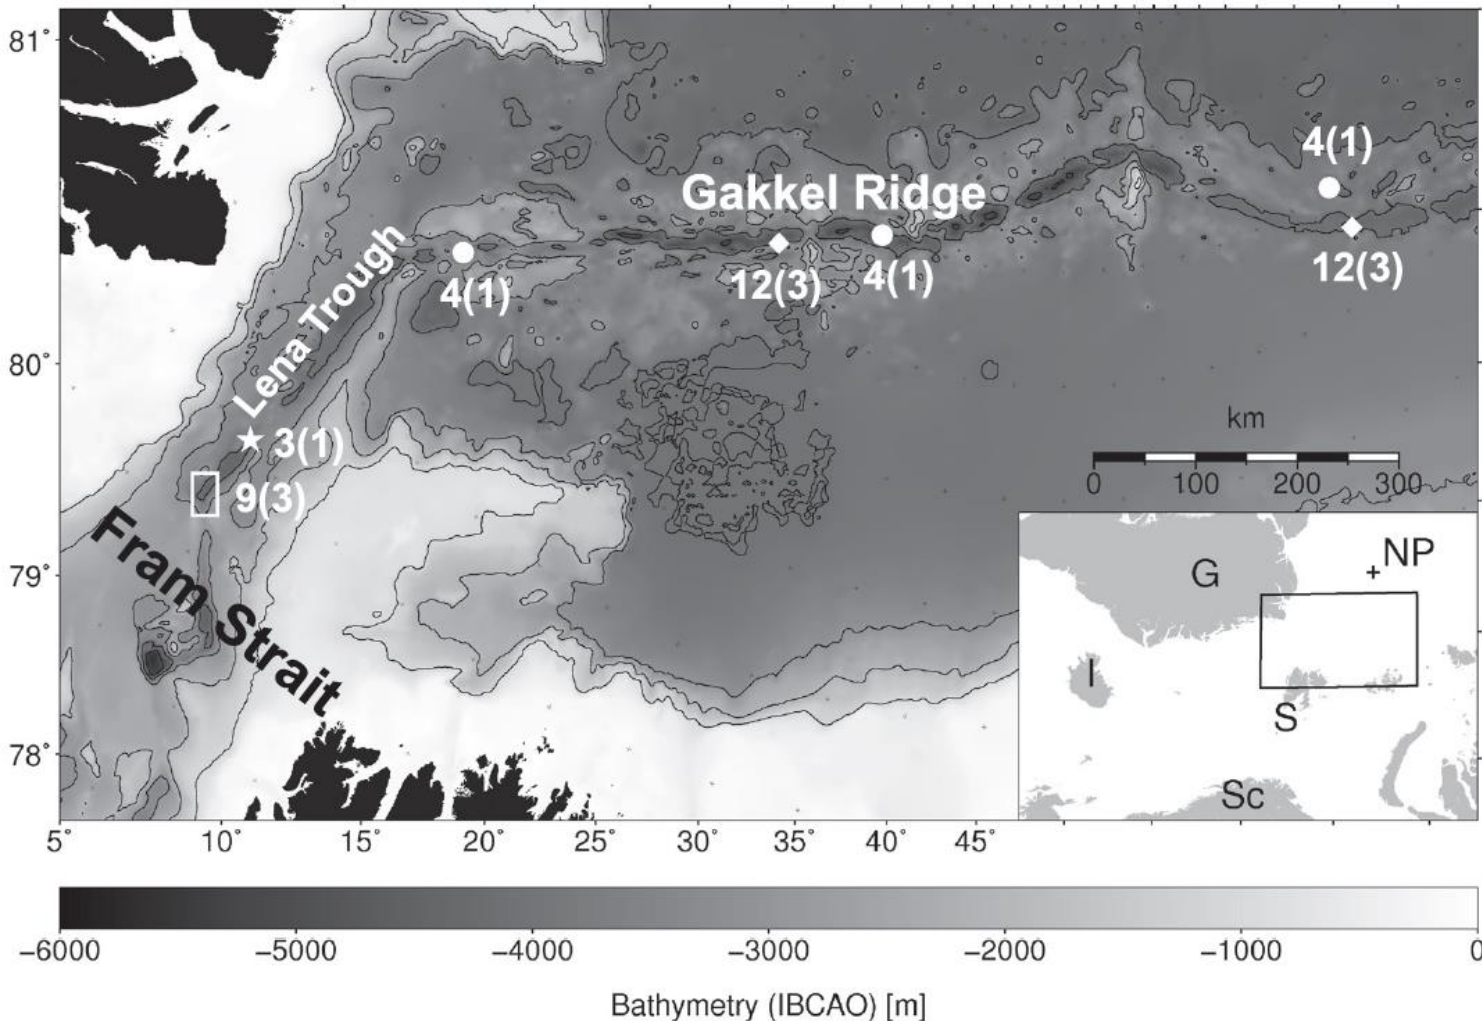 81°
4(1)
Gakkel Ridge
Lena Trough
4(1)
12(3)
4(1)
12(3)
80°
km
3(1)
0 100 200 300
9(3)
Fram Strait
NP
G
79°
I
S
78°
Sc
5° 10° 15° 20° 25° 30° 35° 40° 45°
−6000 −5000 −4000 −3000 −2000 −1000 0
Bathymetry (IBCAO) [m]